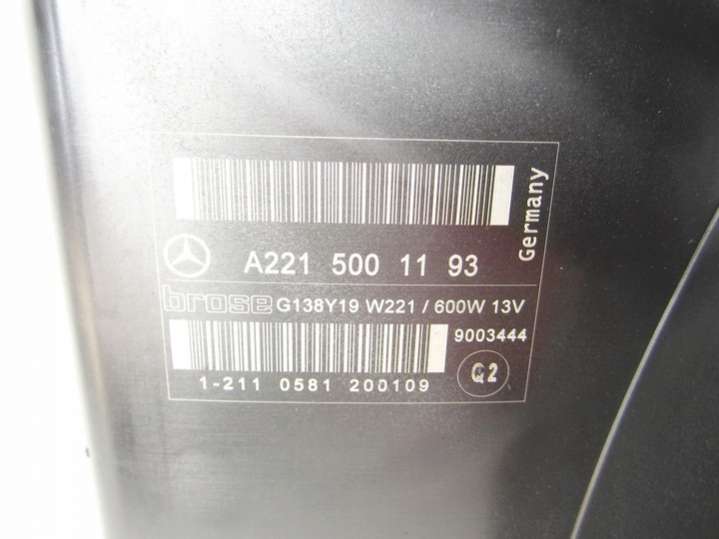 A221 500 11 93
Germany
brose G138Y19 W221 / 600W 13V
9003444
1-211 0581 200109
Q2